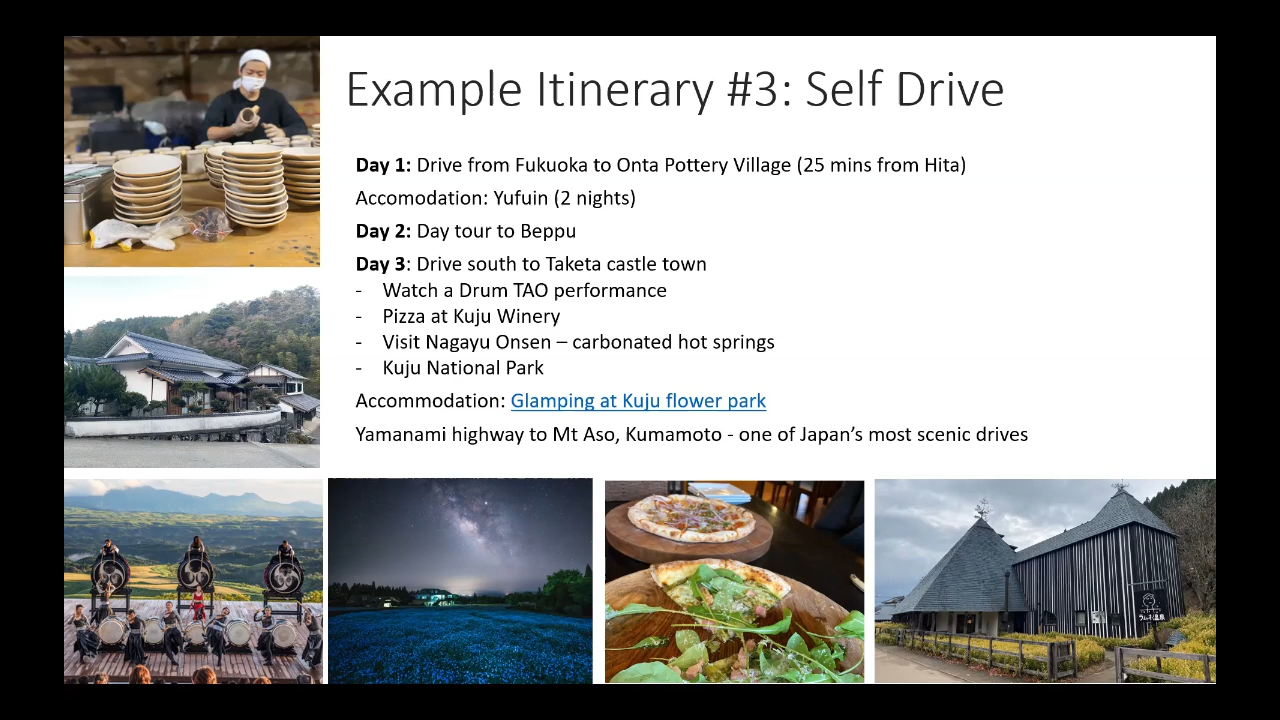 Example Itinerary #3: Self Drive
Day 1: Drive from Fukuoka to Onta Pottery Village (25 mins from Hita)
Accomodation: Yufuin (2 nights)
Day 2: Day tour to Beppu
Day 3: Drive south to Taketa castle town
- Watch a Drum TAO performance
- Pizza at Kuju Winery
- Visit Nagayu Onsen – carbonated hot springs
- Kuju National Park
Accommodation: Glamping at Kuju flower park
Yamanami highway to Mt Aso, Kumamoto - one of Japan’s most scenic drives